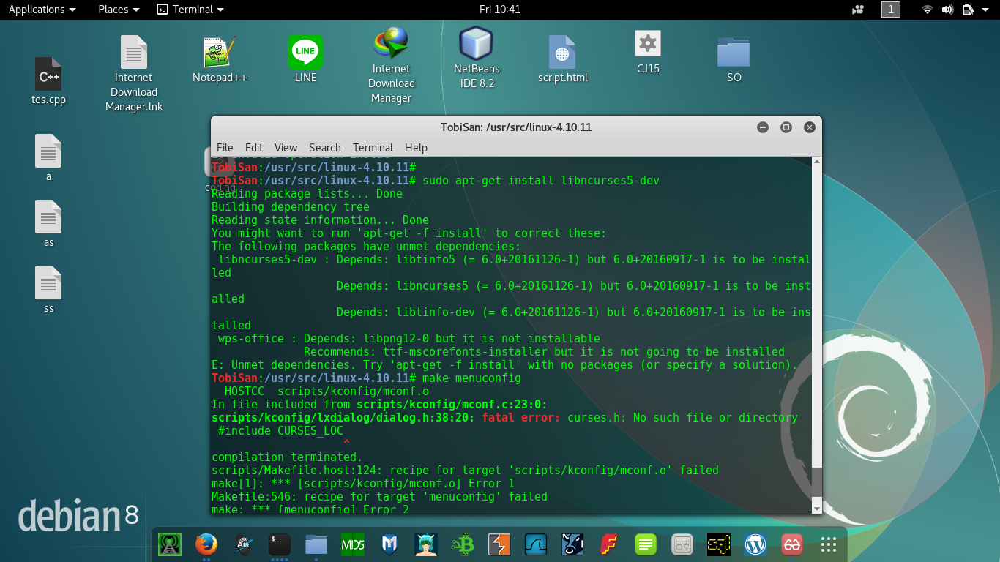 Applications
Places
Terminal
Fri 10:41
1
C++
tes.cpp
Internet
Download
Manager.lnk
Notepad++
LINE
LINE
Internet
Download
Manager
NetBeans
IDE 8.2
script.html
CJ15
SO
a
as
ss
coding
TobiSan: /usr/src/linux-4.10.11
File Edit View Search Terminal Help
TobiSan:/usr/src/linux-4.10.11#
TobiSan:/usr/src/linux-4.10.11# sudo apt-get install libncurses5-dev
Reading package lists... Done
Building dependency tree
Reading state information... Done
You might want to run 'apt-get -f install' to correct these:
The following packages have unmet dependencies:
libncurses5-dev : Depends: libtinfo5 (= 6.0+20161126-1) but 6.0+20160917-1 is to be instal
led
Depends: libncurses5 (= 6.0+20161126-1) but 6.0+20160917-1 is to be inst
alled
Depends: libtinfo-dev (= 6.0+20161126-1) but 6.0+20160917-1 is to be ins
talled
wps-office : Depends: libpng12-0 but it is not installable
Recommends: ttf-mscorefonts-installer but it is not going to be installed
E: Unmet dependencies. Try 'apt-get -f install' with no packages (or specify a solution).
TobiSan:/usr/src/linux-4.10.11# make menuconfig
HOSTCC scripts/kconfig/mconf.o
In file included from scripts/kconfig/mconf.c:23:0:
scripts/kconfig/lxdialog/dialog.h:38:20: fatal error: curses.h: No such file or directory
#include CURSES_LOC
^
compilation terminated.
scripts/Makefile.host:124: recipe for target 'scripts/kconfig/mconf.o' failed
make[1]: *** [scripts/kconfig/mconf.o] Error 1
Makefile:546: recipe for target 'menuconfig' failed
make: *** [menuconfig] Error 2
debian 8
AIR
$_
MD5
sql